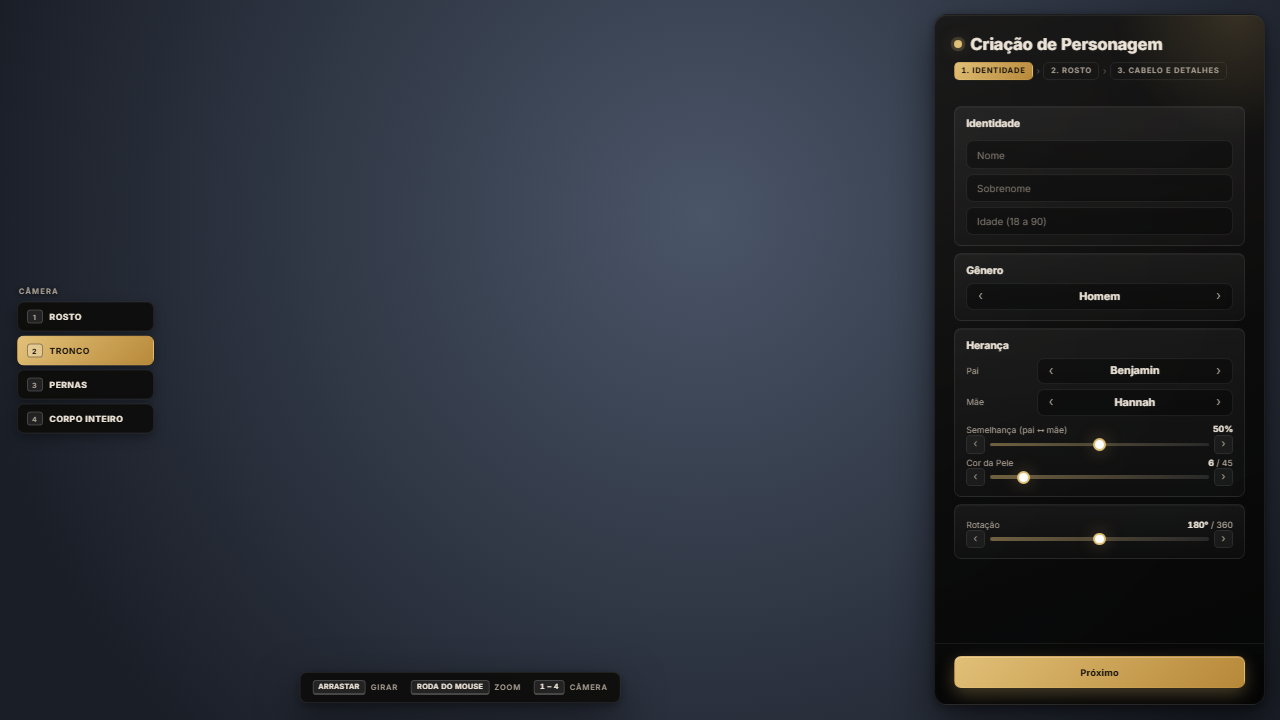 CÂMERA
1 ROSTO
2 TRONCO
3 PERNAS
4 CORPO INTEIRO
ARRASTAR GIRAR RODA DO MOUSE ZOOM 1 – 4 CÂMERA
Criação de Personagem
1. IDENTIDADE › 2. ROSTO › 3. CABELO E DETALHES
Identidade
Nome
Sobrenome
Idade (18 a 90)
Gênero
‹ Homem ›
Herança
Pai ‹ Benjamin ›
Mãe ‹ Hannah ›
Semelhança (pai ↔ mãe) 50%
‹ ›
Cor da Pele 6 / 45
‹ ›
Rotação 180° / 360
‹ ›
Próximo